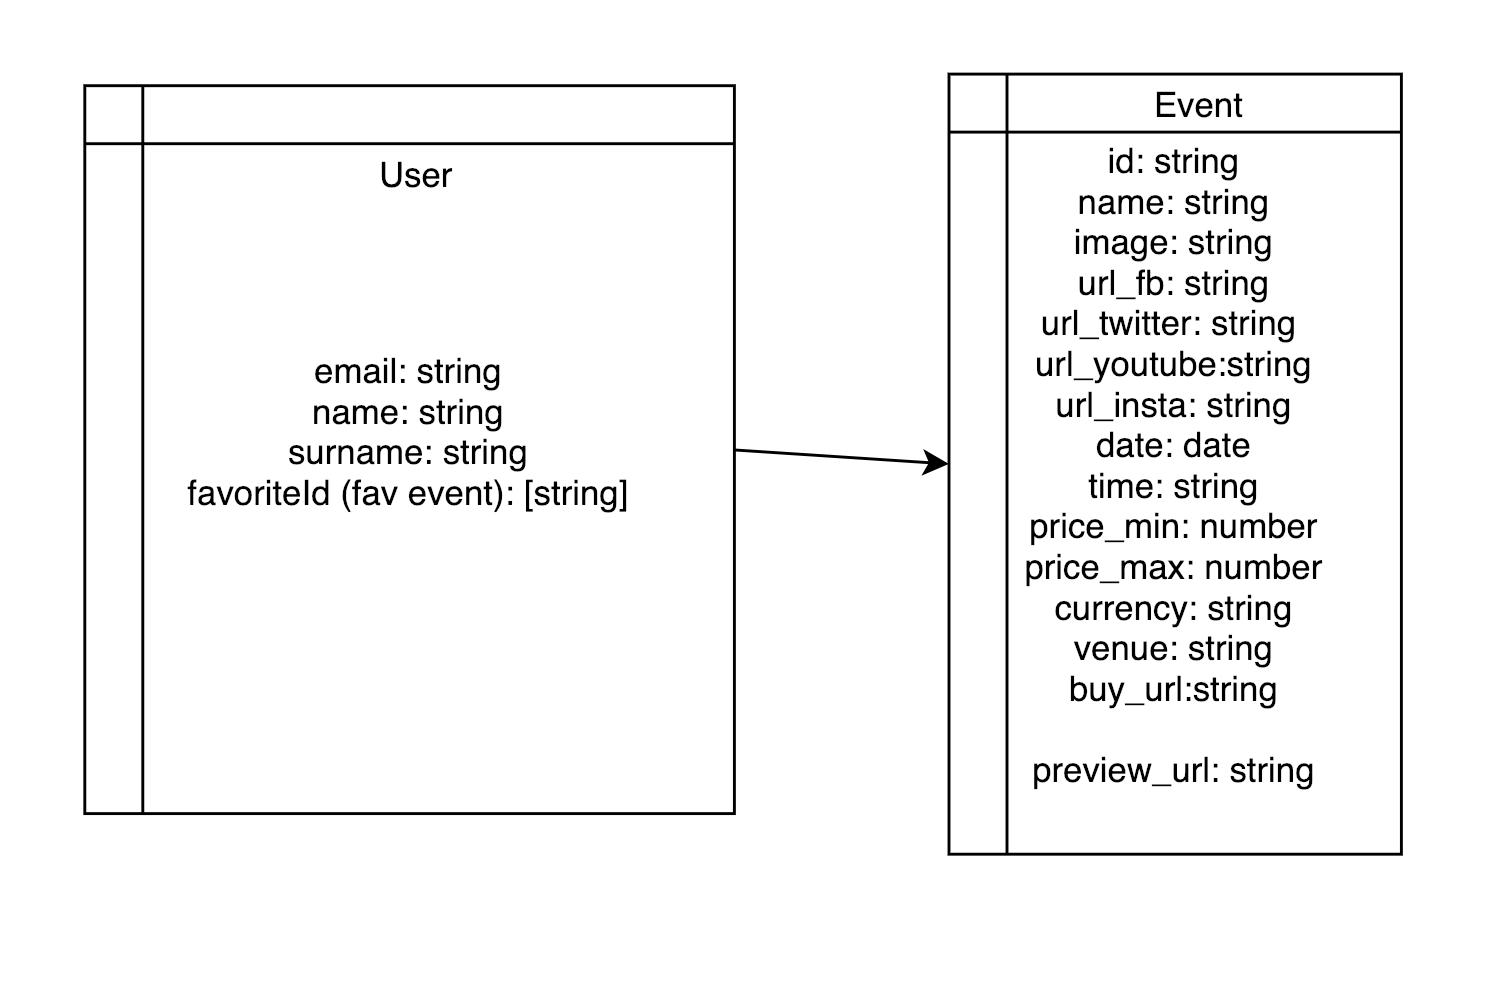 User
email: string
name: string
surname: string
favoriteId (fav event): [string]
Event
id: string
name: string
image: string
url_fb: string
url_twitter: string
url_youtube:string
url_insta: string
date: date
time: string
price_min: number
price_max: number
currency: string
venue: string
buy_url:string
preview_url: string